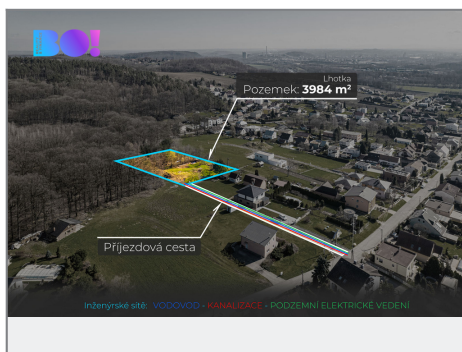 BO!
Lhotka
Pozemek: 3984 m²
Příjezdová cesta
Inženýrské sítě: VODOVOD - KANALIZACE - PODZEMNÍ ELEKTRICKÉ VEDENÍ